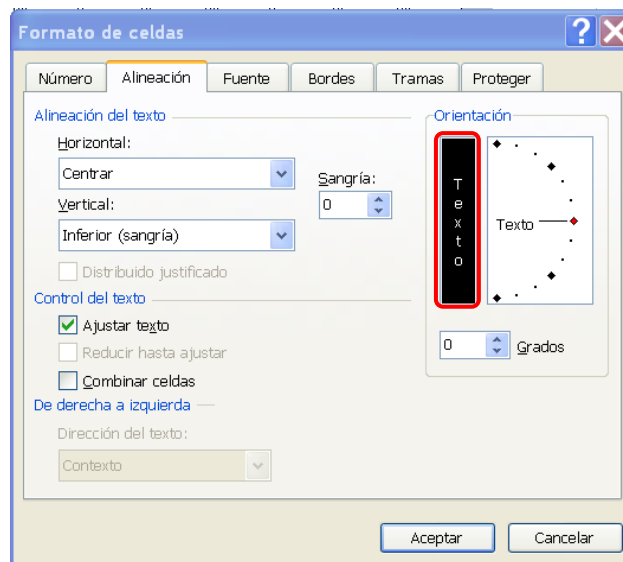 Formato de celdas
Número Alineación Fuente Bordes Tramas Proteger
Alineación del texto
Horizontal:
Centrar
Sangría:
0
Vertical:
Inferior (sangría)
Distribuido justificado
Control del texto
Ajustar texto
Reducir hasta ajustar
Combinar celdas
De derecha a izquierda
Dirección del texto:
Contexto
Orientación
Texto
Texto
0 Grados
Aceptar Cancelar